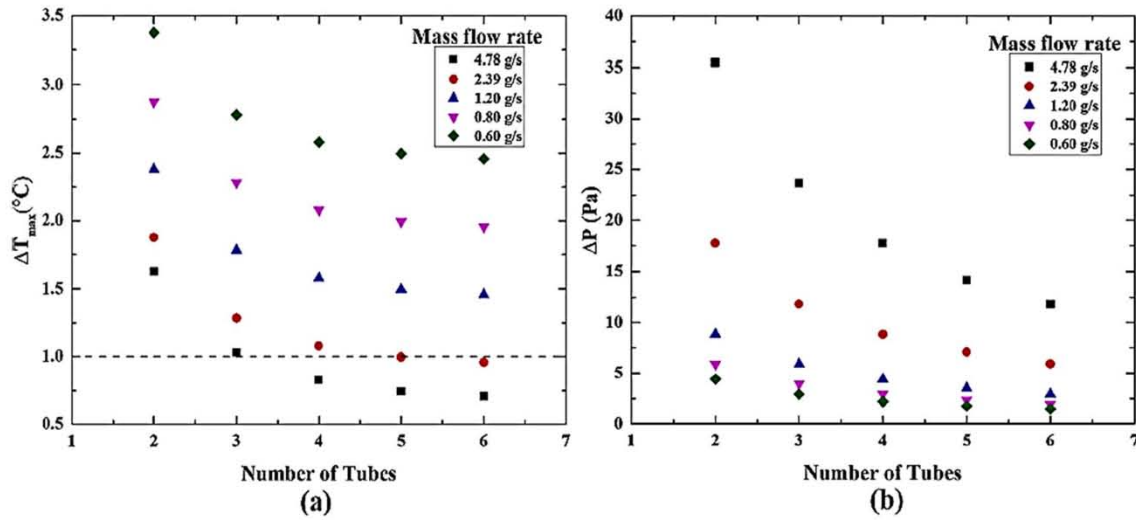 3.5
3.0
2.5
2.0
1.5
1.0
0.5
ΔTmax(°C)
Mass flow rate
4.78 g/s
2.39 g/s
1.20 g/s
0.80 g/s
0.60 g/s
1 2 3 4 5 6 7
Number of Tubes
(a)
40
35
30
25
20
15
10
5
0
ΔP (Pa)
Mass flow rate
4.78 g/s
2.39 g/s
1.20 g/s
0.80 g/s
0.60 g/s
1 2 3 4 5 6 7
Number of Tubes
(b)